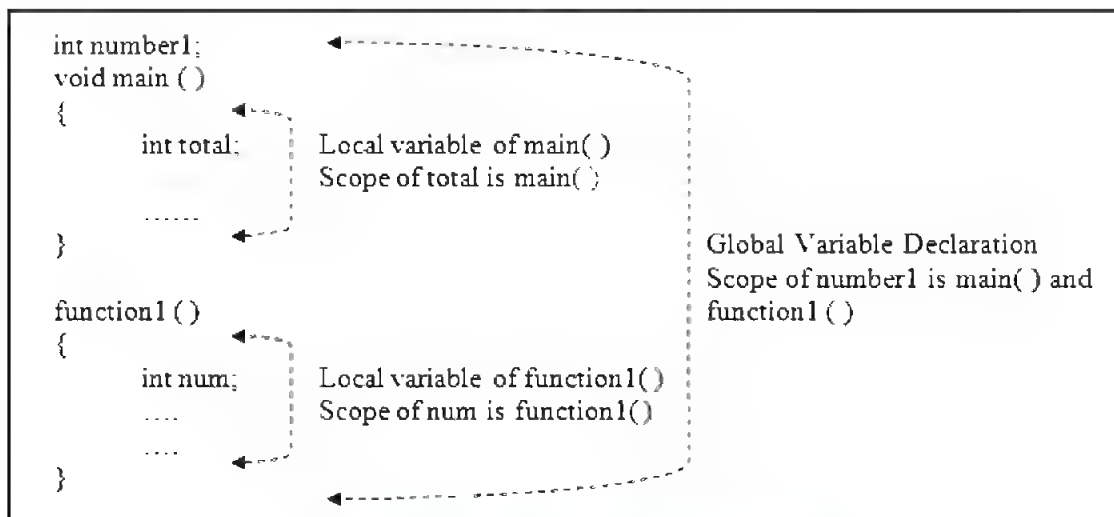 int number1;
void main ( )
{
int total;
Local variable of main( )
Scope of total is main( )
......
}
Global Variable Declaration
Scope of number1 is main( ) and
function1 ( )
function1 ( )
{
int num;
Local variable of function1()
Scope of num is function1()
....
....
}